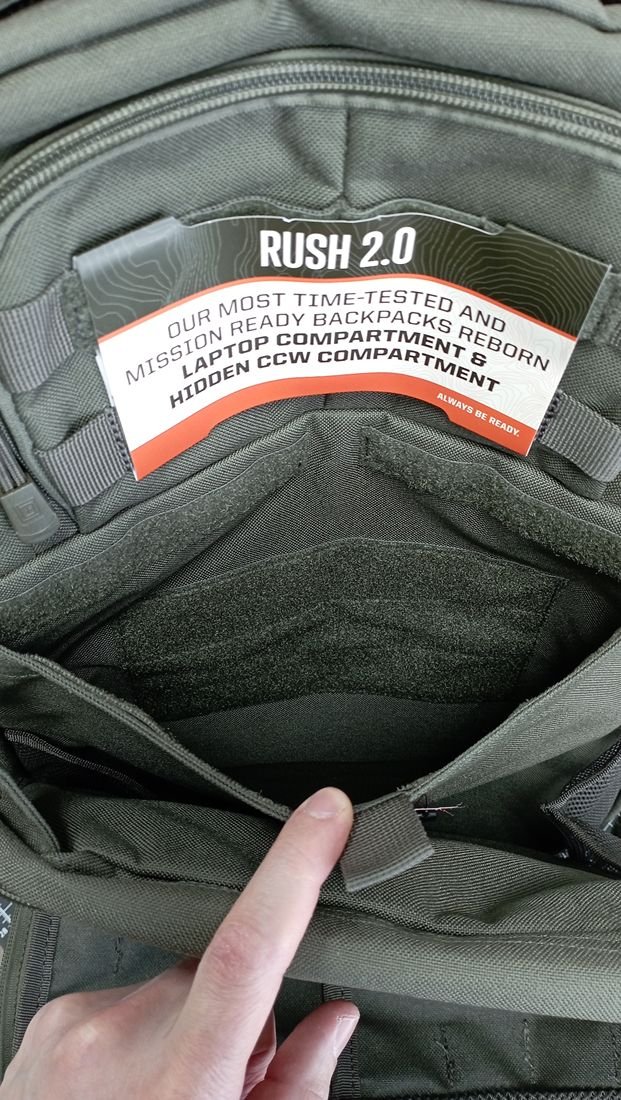 RUSH 2.0
OUR MOST TIME-TESTED AND
MISSION READY BACKPACKS REBORN
LAPTOP COMPARTMENT &
HIDDEN CCW COMPARTMENT
ALWAYS BE READY.